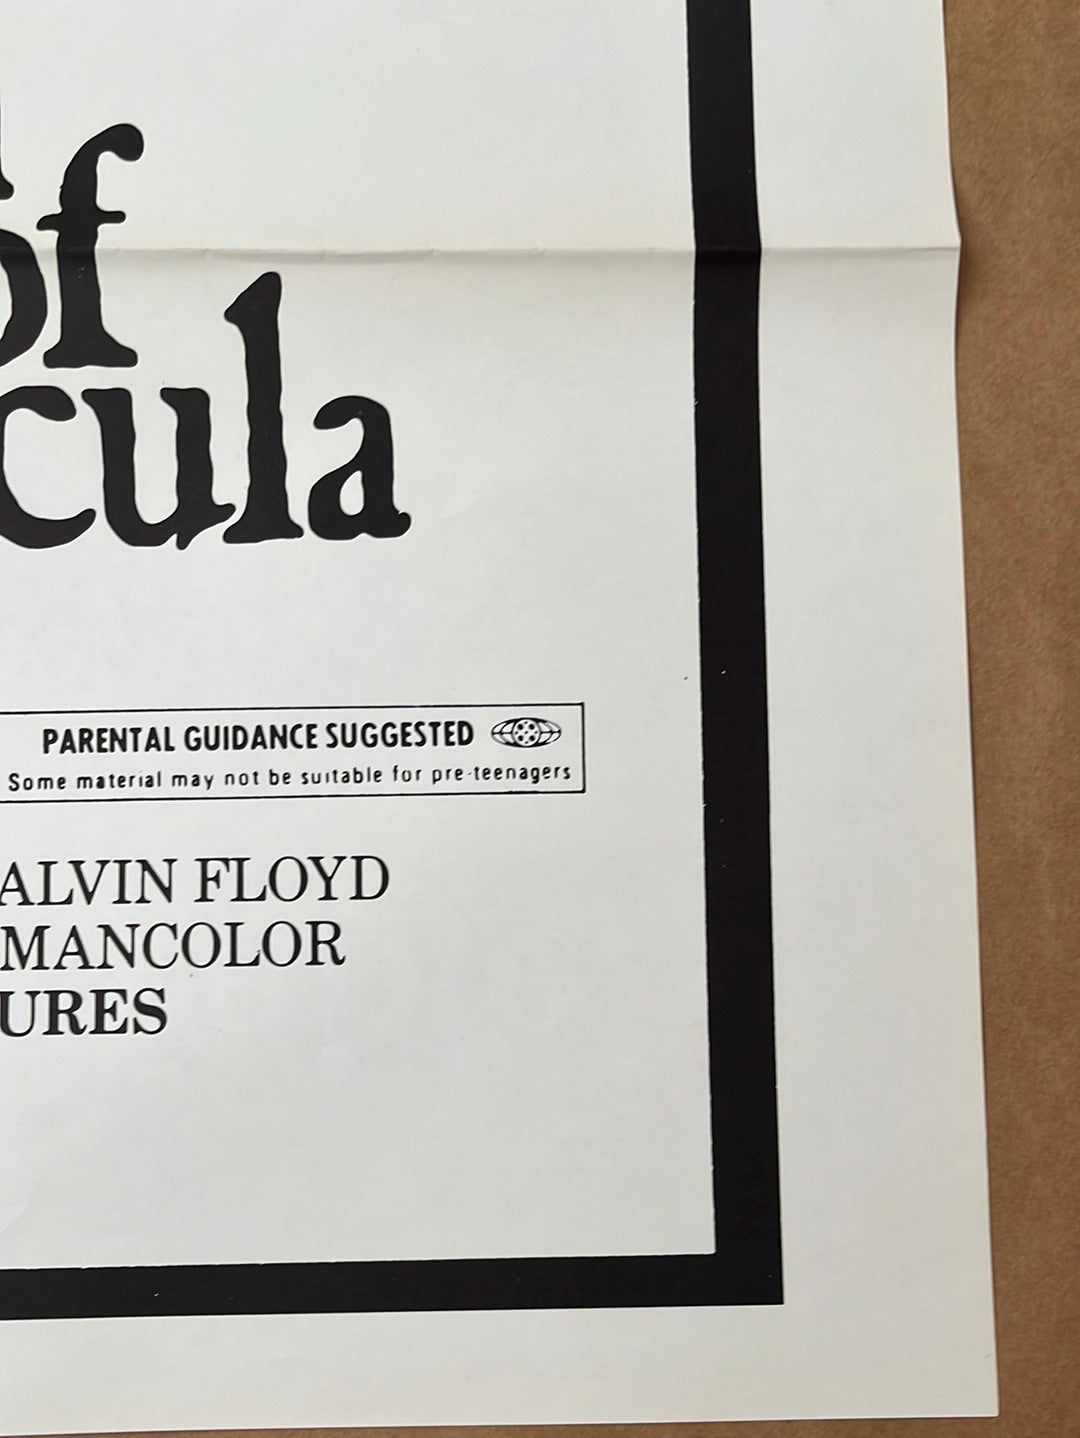 of
cula
PARENTAL GUIDANCE SUGGESTED
Some material may not be suitable for pre-teenagers
ALVIN FLOYD
MANCOLOR
URES